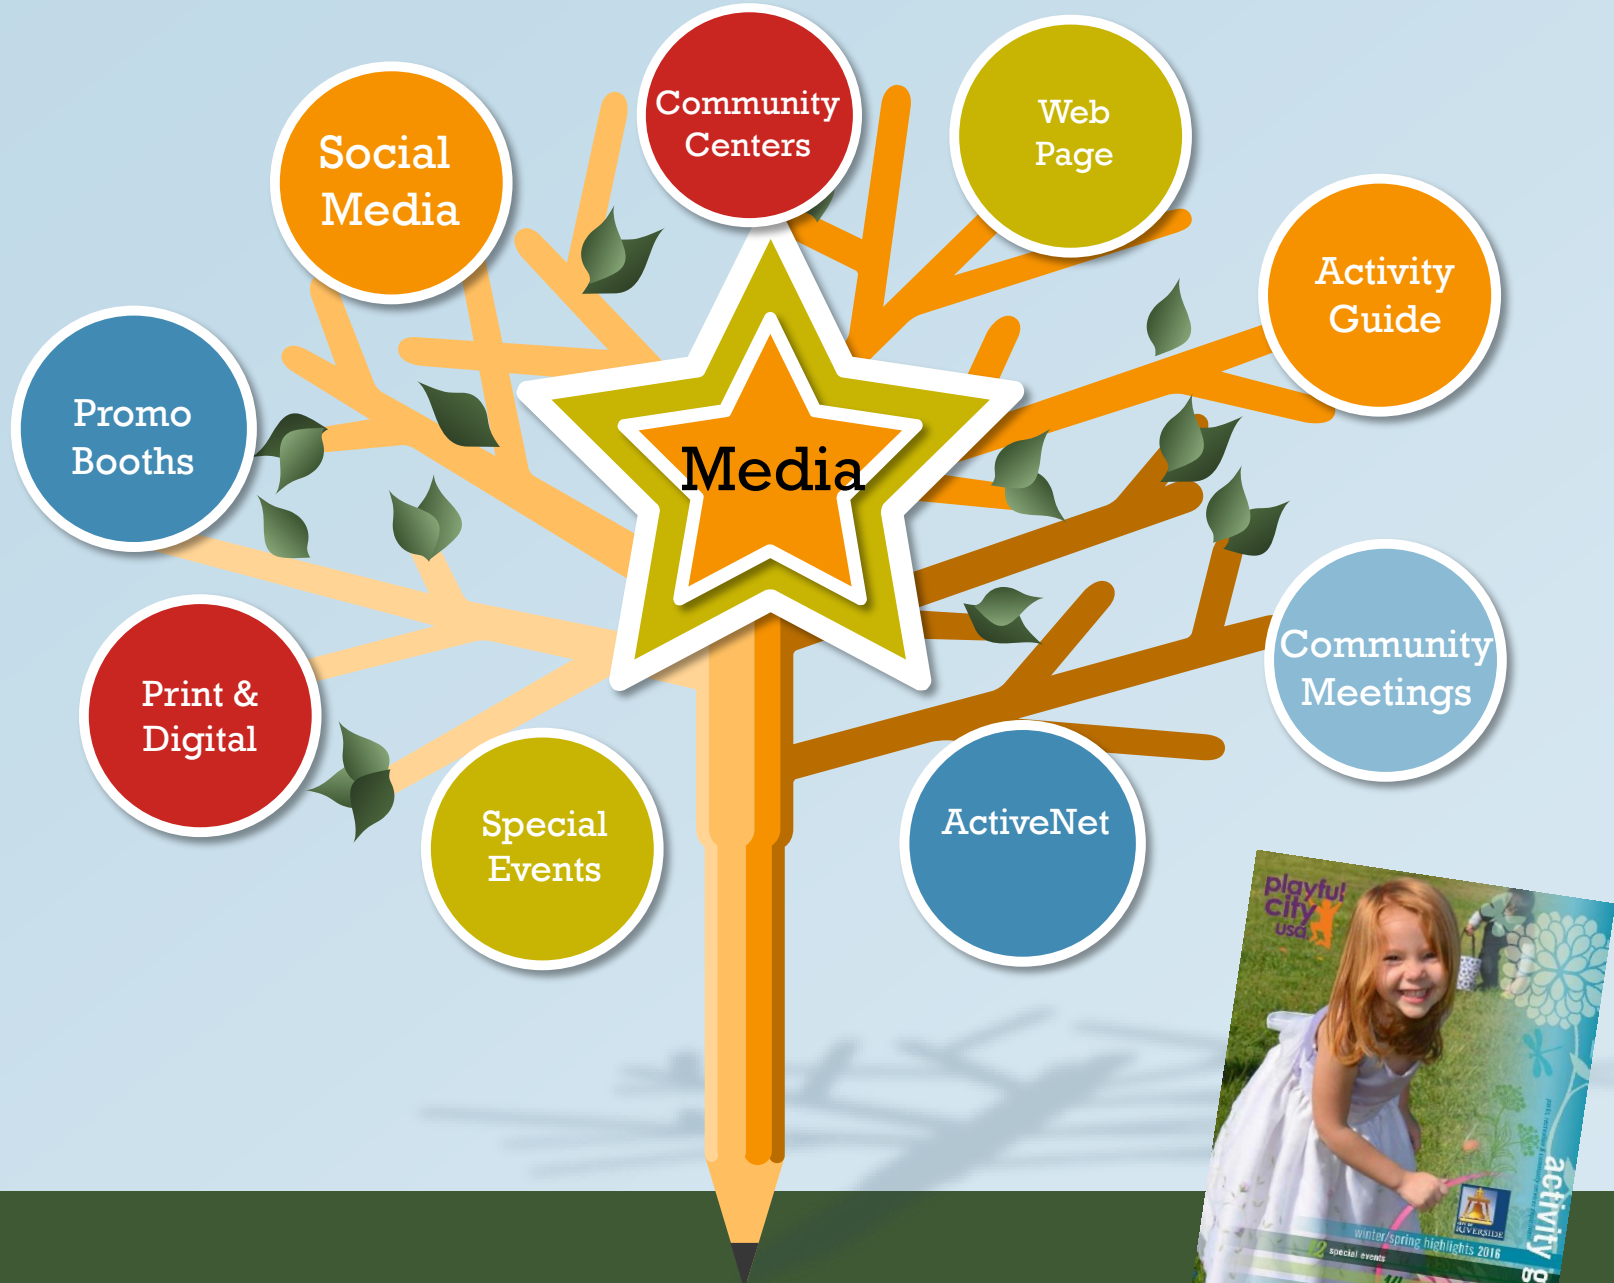 Community
Centers
Web
Page
Social
Media
Activity
Guide
Promo
Booths
Media
Community
Meetings
Print &
Digital
Special
Events
ActiveNet
playful
city
usa
RIVERSIDE
winter/spring highlights 2016
special events
activity g